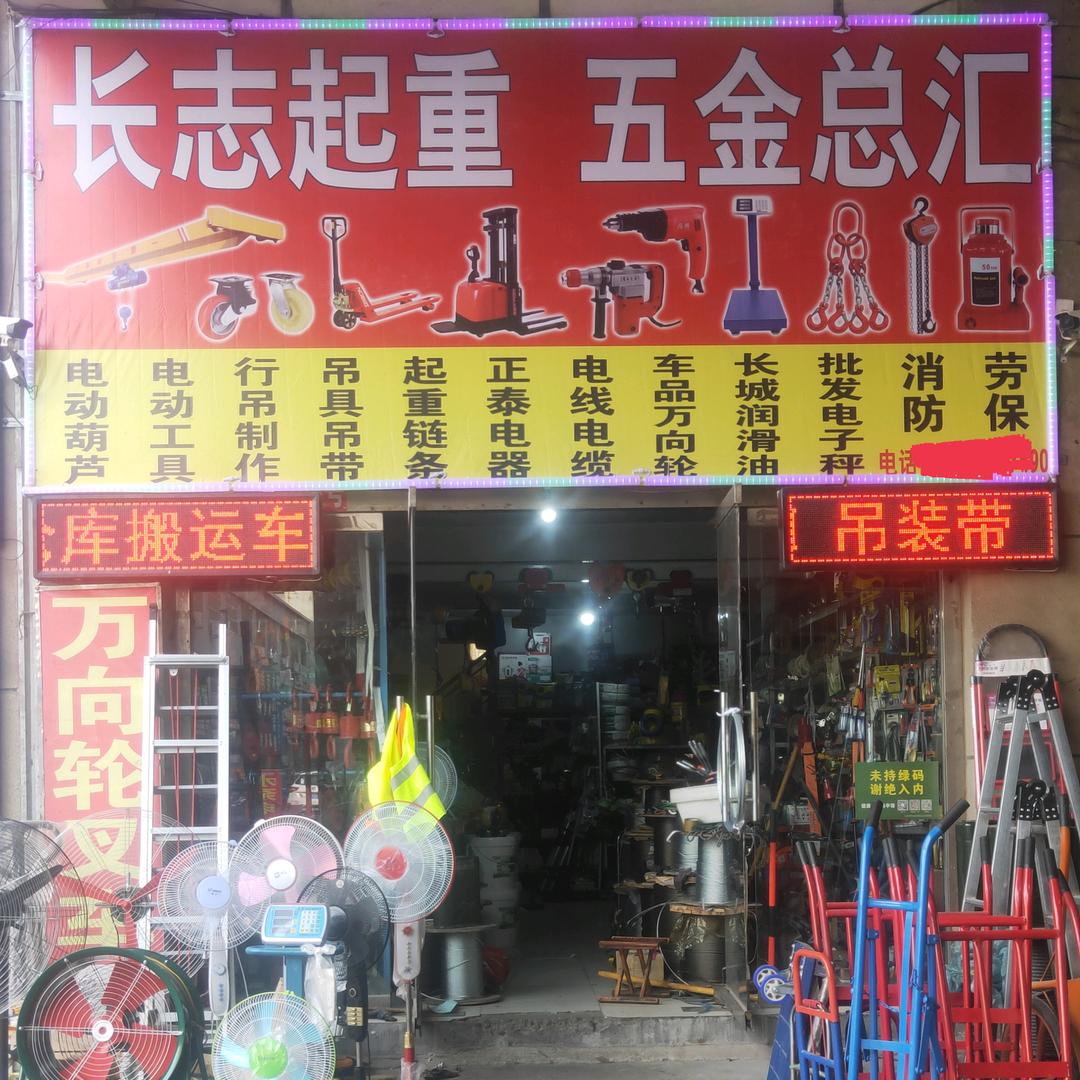 长志起重 五金总汇
50
电动葫芦
电动工具
行吊制作
吊具吊带
起重链条
正泰电器
电线电缆
车品万向轮
长城润滑油
批发电子秤
消防
劳保
电话
90
库搬运车
吊装带
万向轮
未持绿码
谢绝入内